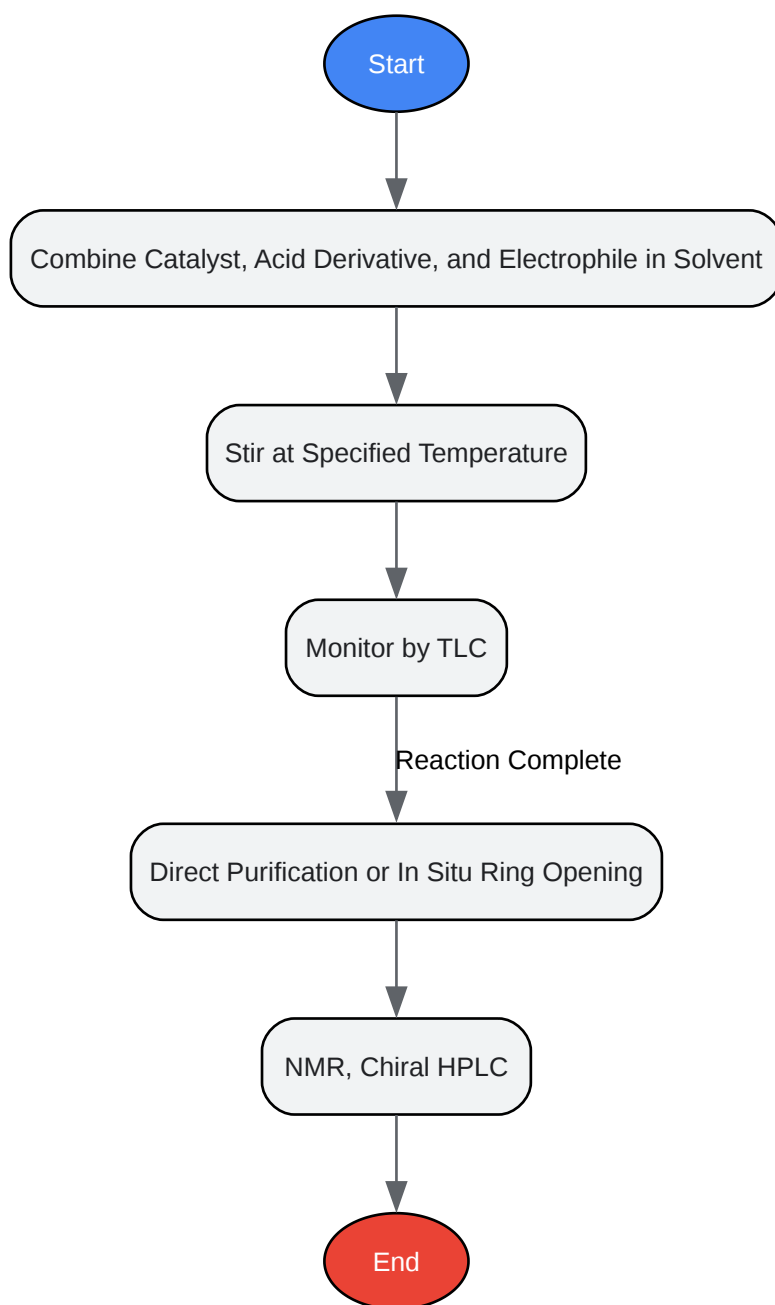 Start
Combine Catalyst, Acid Derivative, and Electrophile in Solvent
Stir at Specified Temperature
Monitor by TLC
Reaction Complete
Direct Purification or In Situ Ring Opening
NMR, Chiral HPLC
End